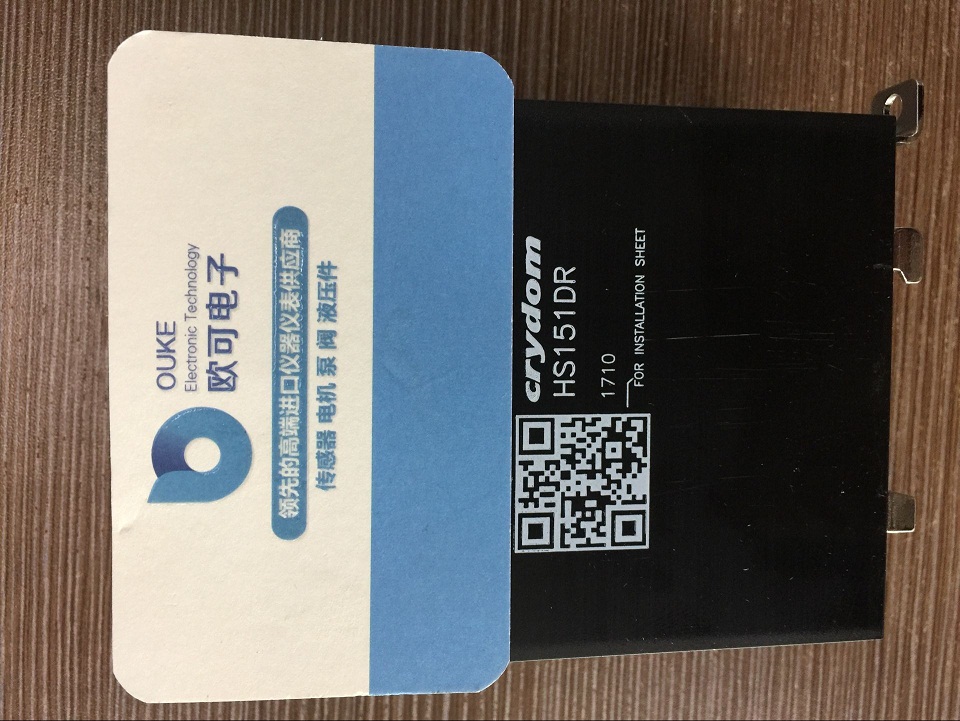 OUKE
Electronic Technology
欧可电子
领先的高端进口仪器仪表供应商
传感器 电机 泵 阀 液压件
crydom
HS151DR
1710
FOR INSTALLATION SHEET